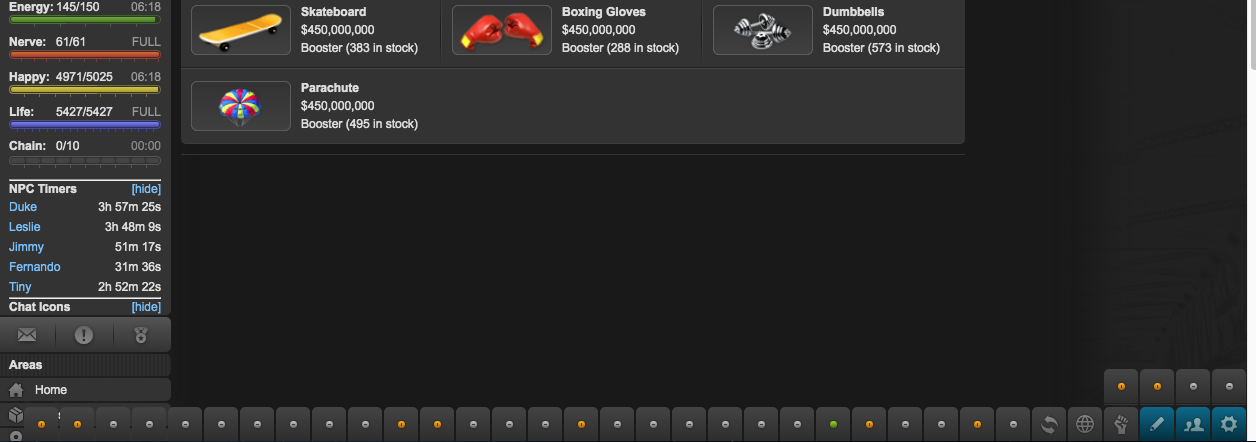 Energy: 145/150 06:18
Nerve: 61/61 FULL
Happy: 4971/5025 06:18
Life: 5427/5427 FULL
Chain: 0/10 00:00
NPC Timers [hide]
Duke 3h 57m 25s
Leslie 3h 48m 9s
Jimmy 51m 17s
Fernando 31m 36s
Tiny 2h 52m 22s
Chat Icons [hide]
Areas
Home
Skateboard
$450,000,000
Booster (383 in stock)
Boxing Gloves
$450,000,000
Booster (288 in stock)
Dumbbells
$450,000,000
Booster (573 in stock)
Parachute
$450,000,000
Booster (495 in stock)